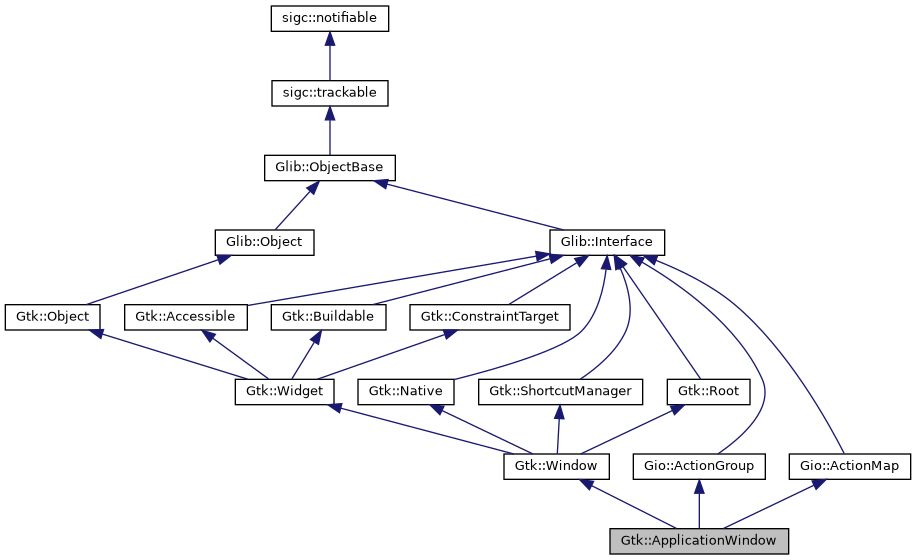 sigc::notifiable
sigc::trackable
Glib::ObjectBase
Glib::Object
Glib::Interface
Gtk::Object
Gtk::Accessible
Gtk::Buildable
Gtk::ConstraintTarget
Gtk::Widget
Gtk::Native
Gtk::ShortcutManager
Gtk::Root
Gtk::Window
Gio::ActionGroup
Gio::ActionMap
Gtk::ApplicationWindow